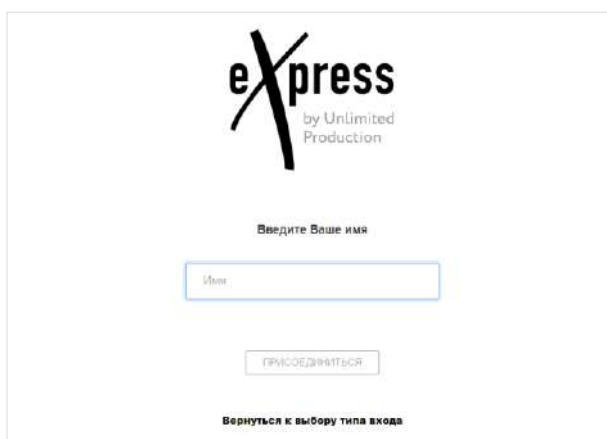 eXpress
by Unlimited
Production
Введите Ваше имя
Имя
ПРИСОЕДИНИТЬСЯ
Вернуться к выбору типа входа